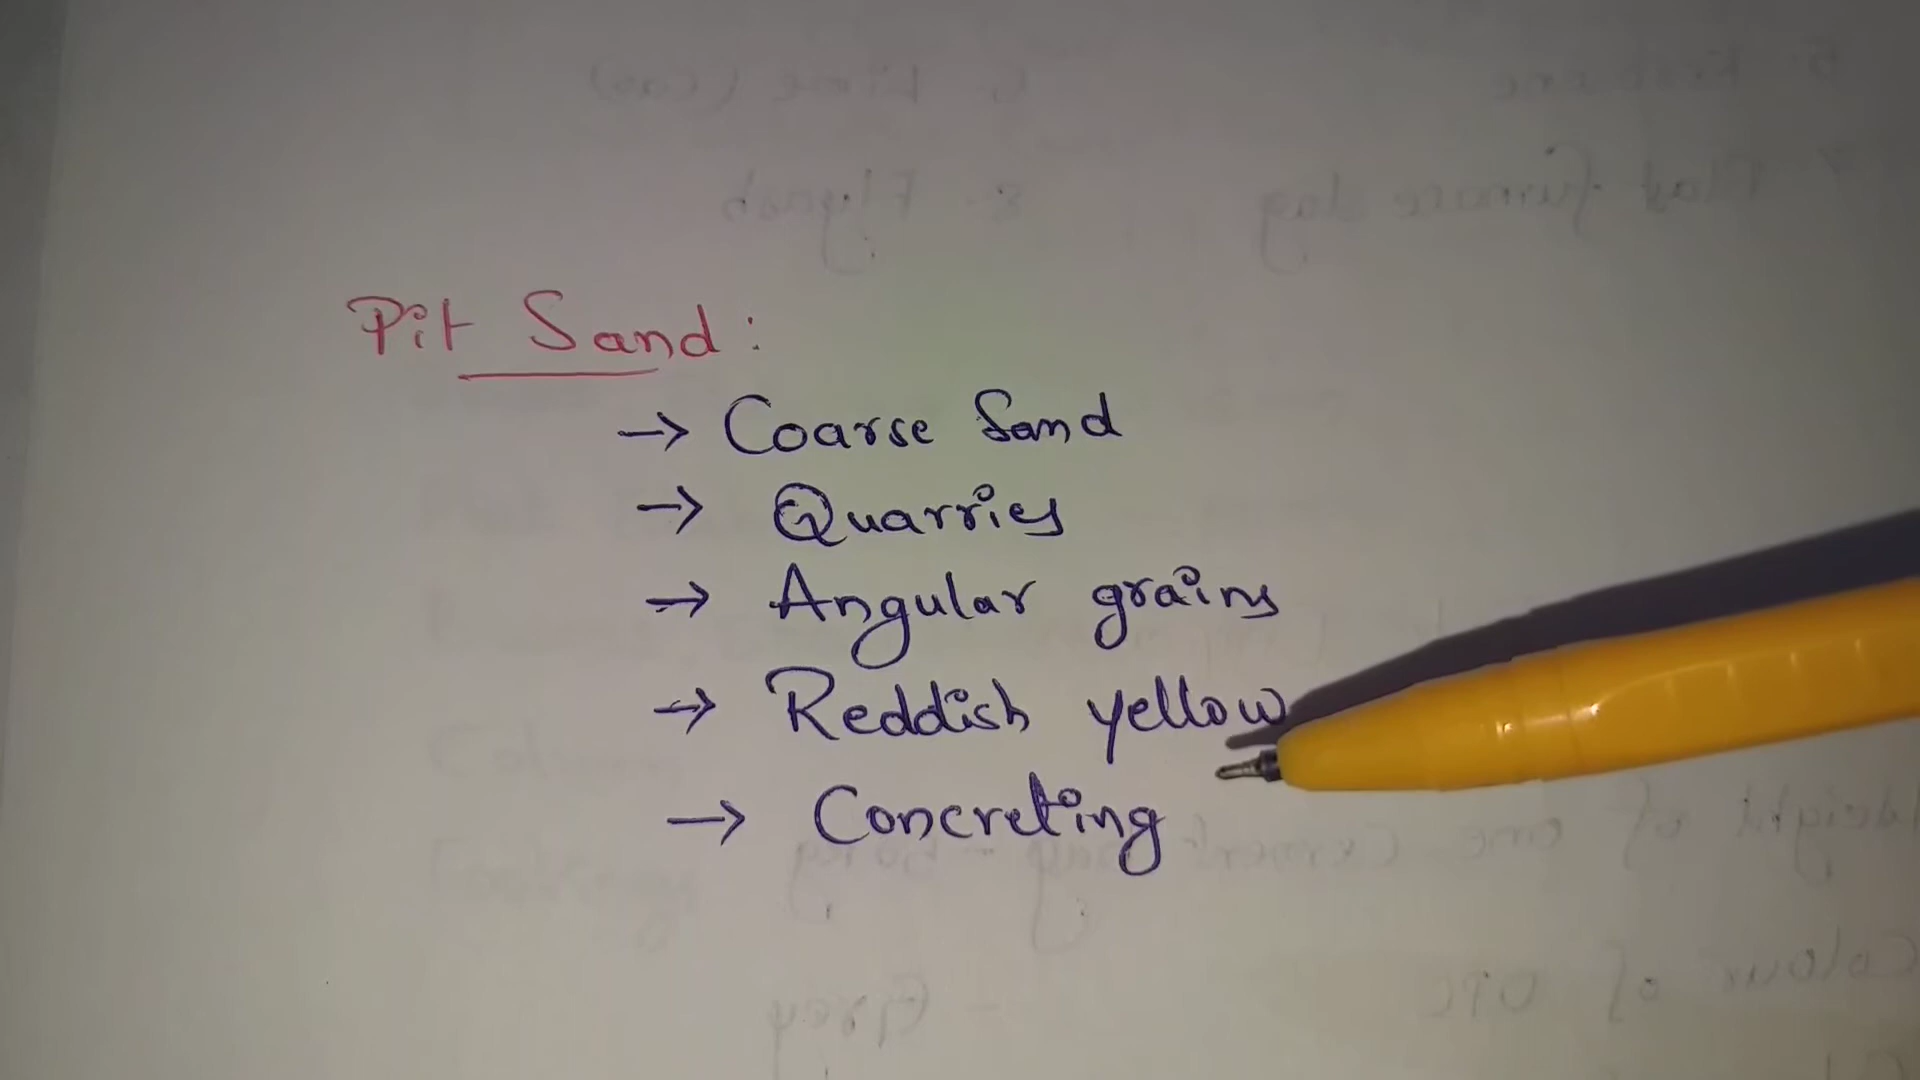 Pit Sand:
→ Coarse Sand
→ Quarries
→ Angular grains
→ Reddish yellow
→ Concreting